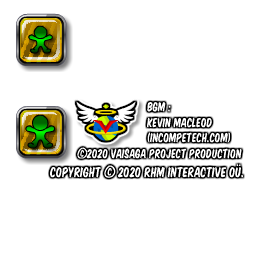 BGM :
KEVIN MACLEOD
(INCOMPETECH.COM)
©2020 VAISAGA PROJECT PRODUCTION
COPYRIGHT © 2020 RHM INTERACTIVE OÜ.